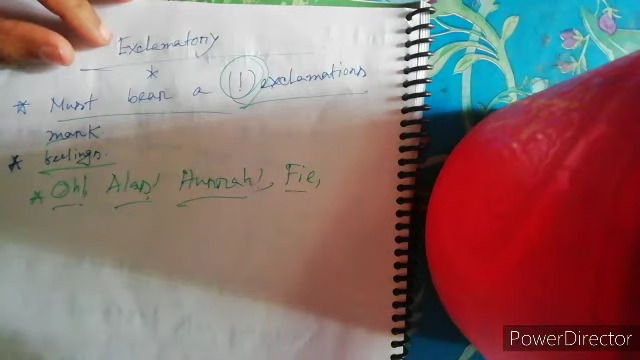 Exclamatory
*
* Must bear a (!) exclamations
mark
* feelings.
* Oh! Alas! Hurrah!, Fie,
PowerDirector